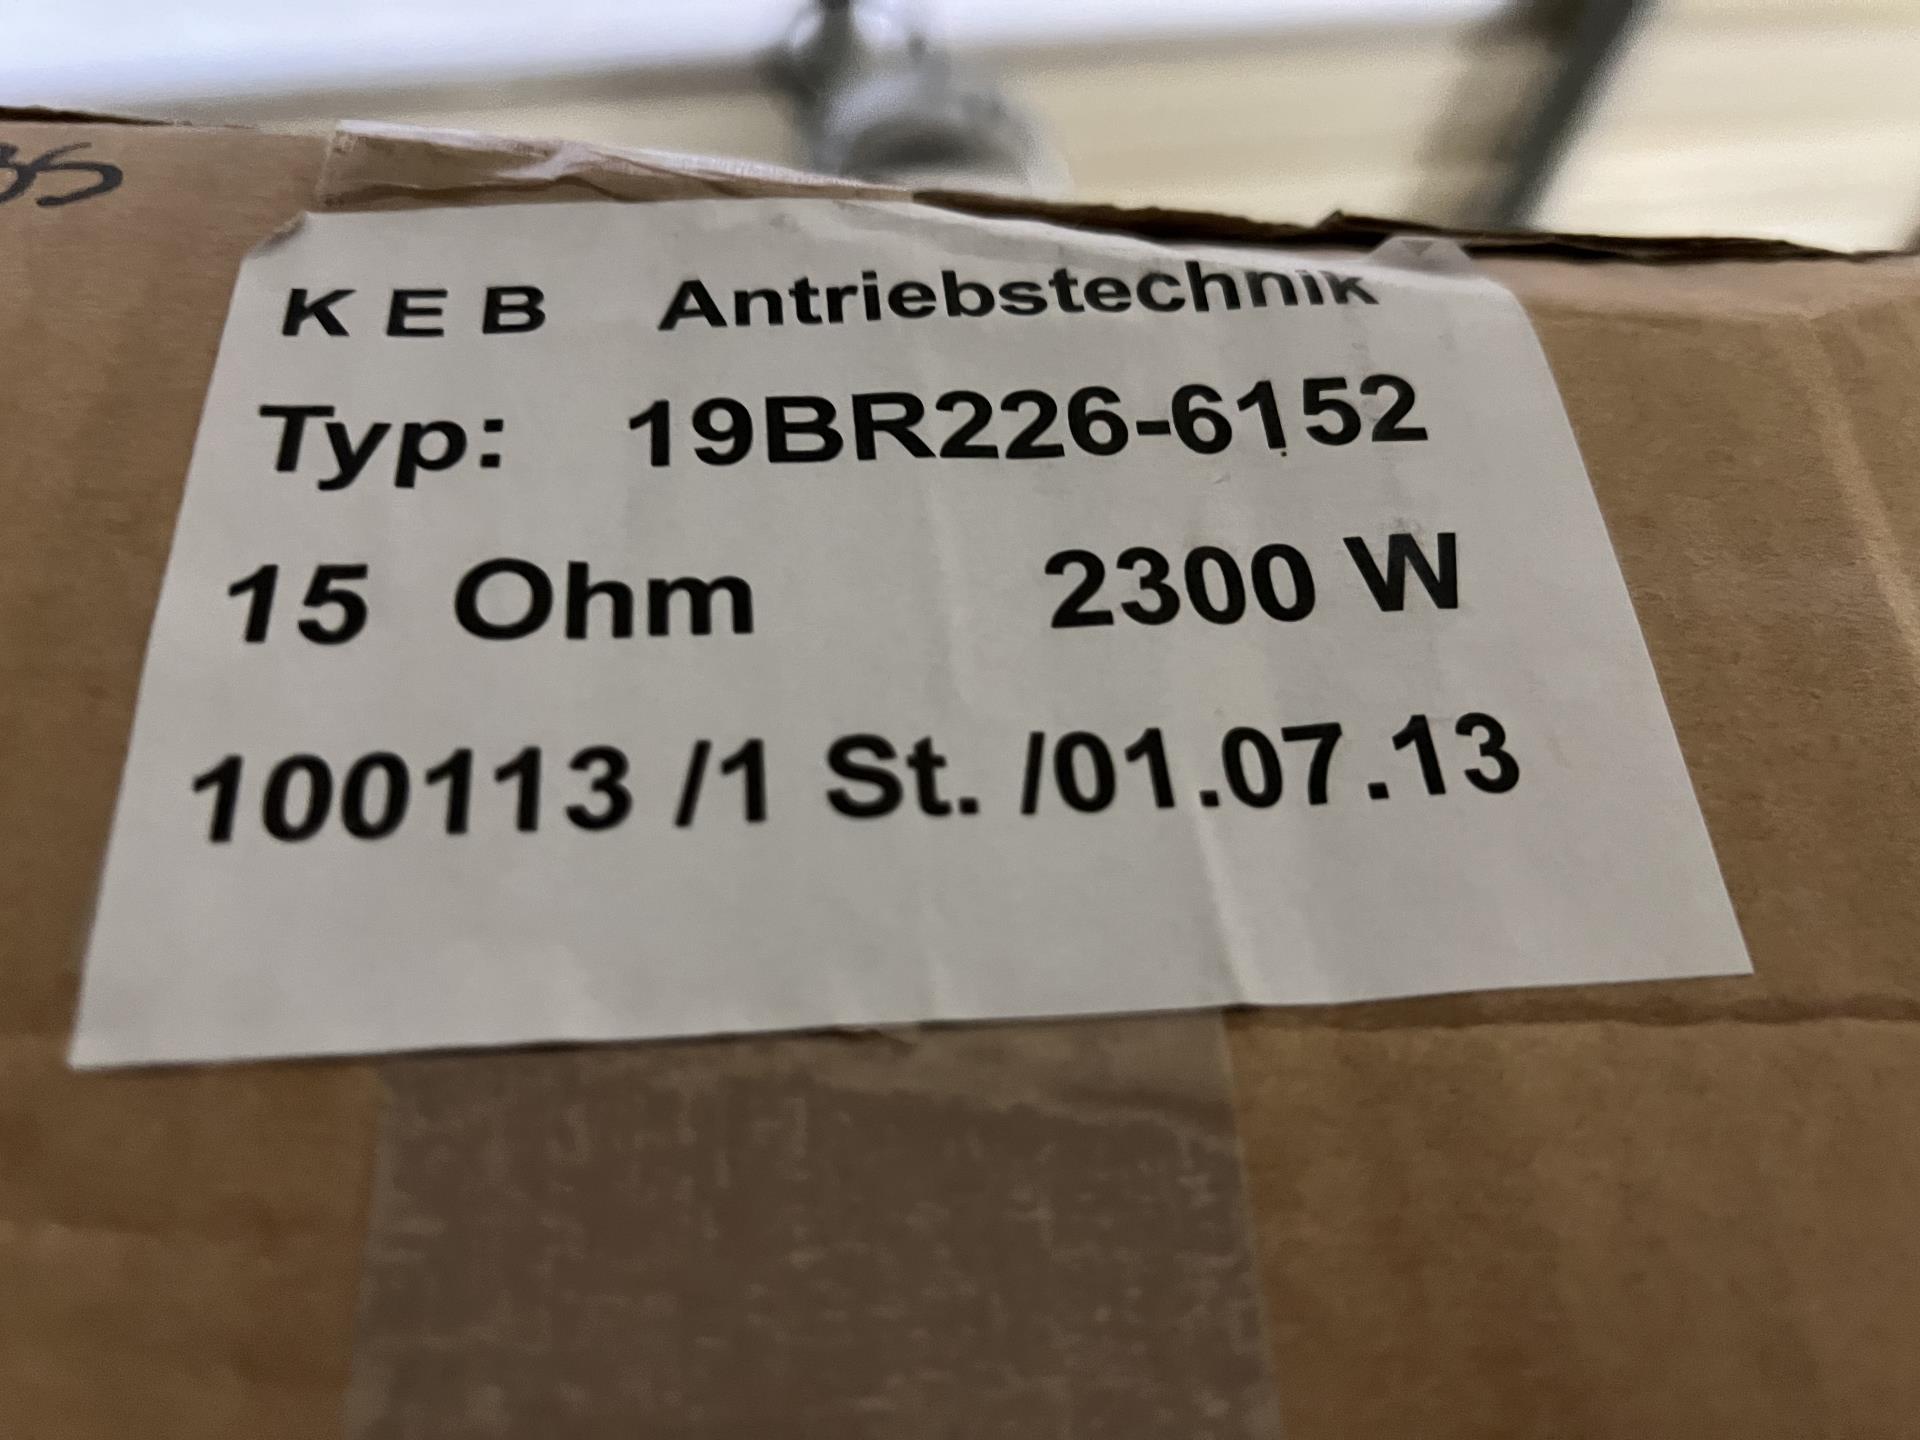 K E B Antriebstechnik
Typ: 19BR226-6152
15 Ohm 2300 W
100113 /1 St. /01.07.13